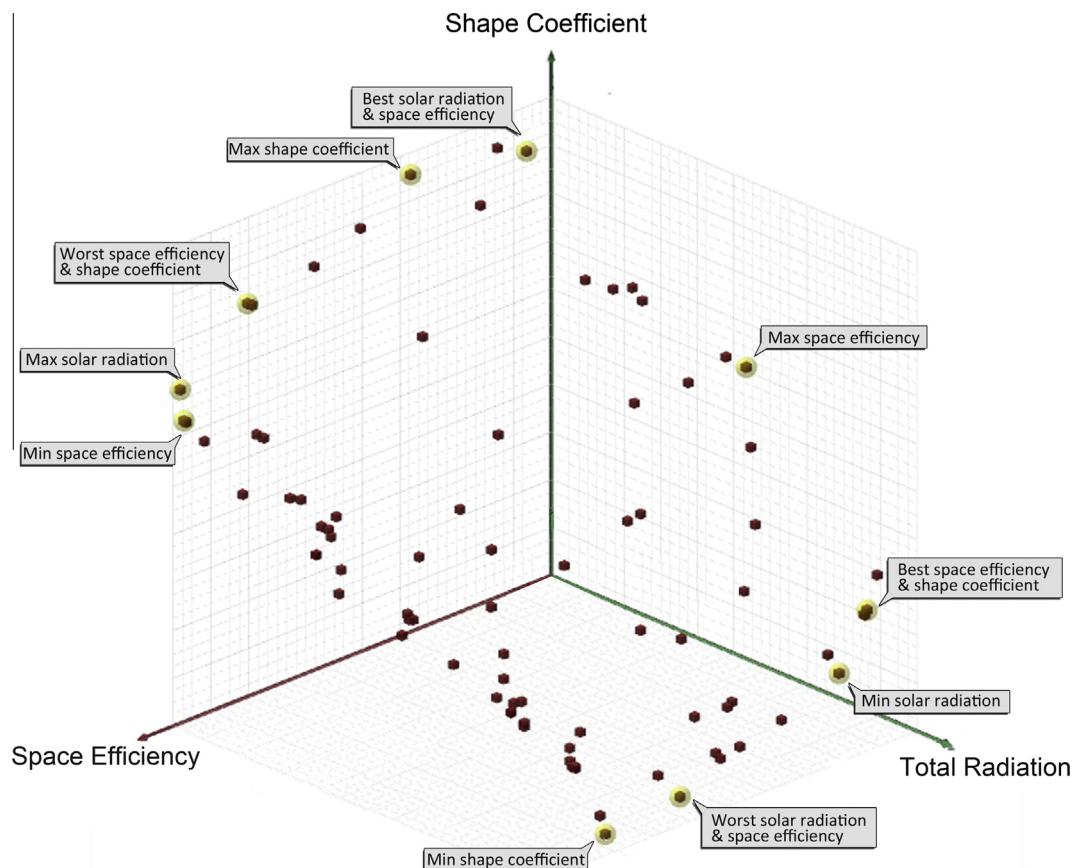 Shape Coefficient
Best solar radiation
& space efficiency
Max shape coefficient
Worst space efficiency
& shape coefficient
Max space efficiency
Max solar radiation
Min space efficiency
Best space efficiency
& shape coefficient
Min solar radiation
Space Efficiency
Total Radiation
Worst solar radiation
& space efficiency
Min shape coefficient